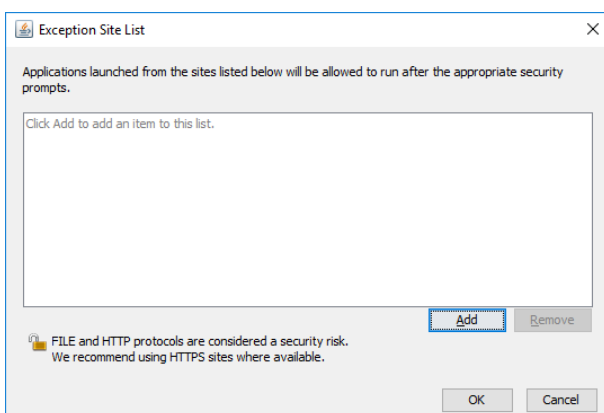 Exception Site List
Applications launched from the sites listed below will be allowed to run after the appropriate security
prompts.
Click Add to add an item to this list.
Add
Remove
FILE and HTTP protocols are considered a security risk.
We recommend using HTTPS sites where available.
OK
Cancel